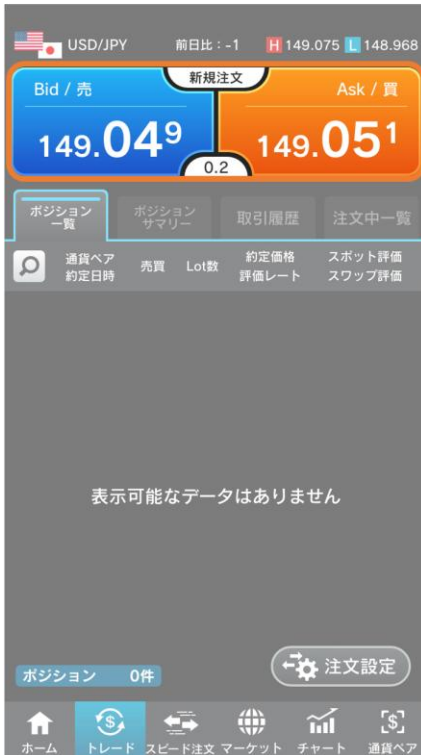 USD/JPY 前日比：-1 H 149.075 L 148.968
新規注文
Bid / 売 Ask / 買
149.049 149.051
0.2
ポジション一覧 ポジションサマリー 取引履歴 注文中一覧
通貨ペア 売買 Lot数 約定価格 スポット評価
約定日時 評価レート スワップ評価
表示可能なデータはありません
ポジション 0件 注文設定
ホーム トレード スピード注文 マーケット チャート 通貨ペア